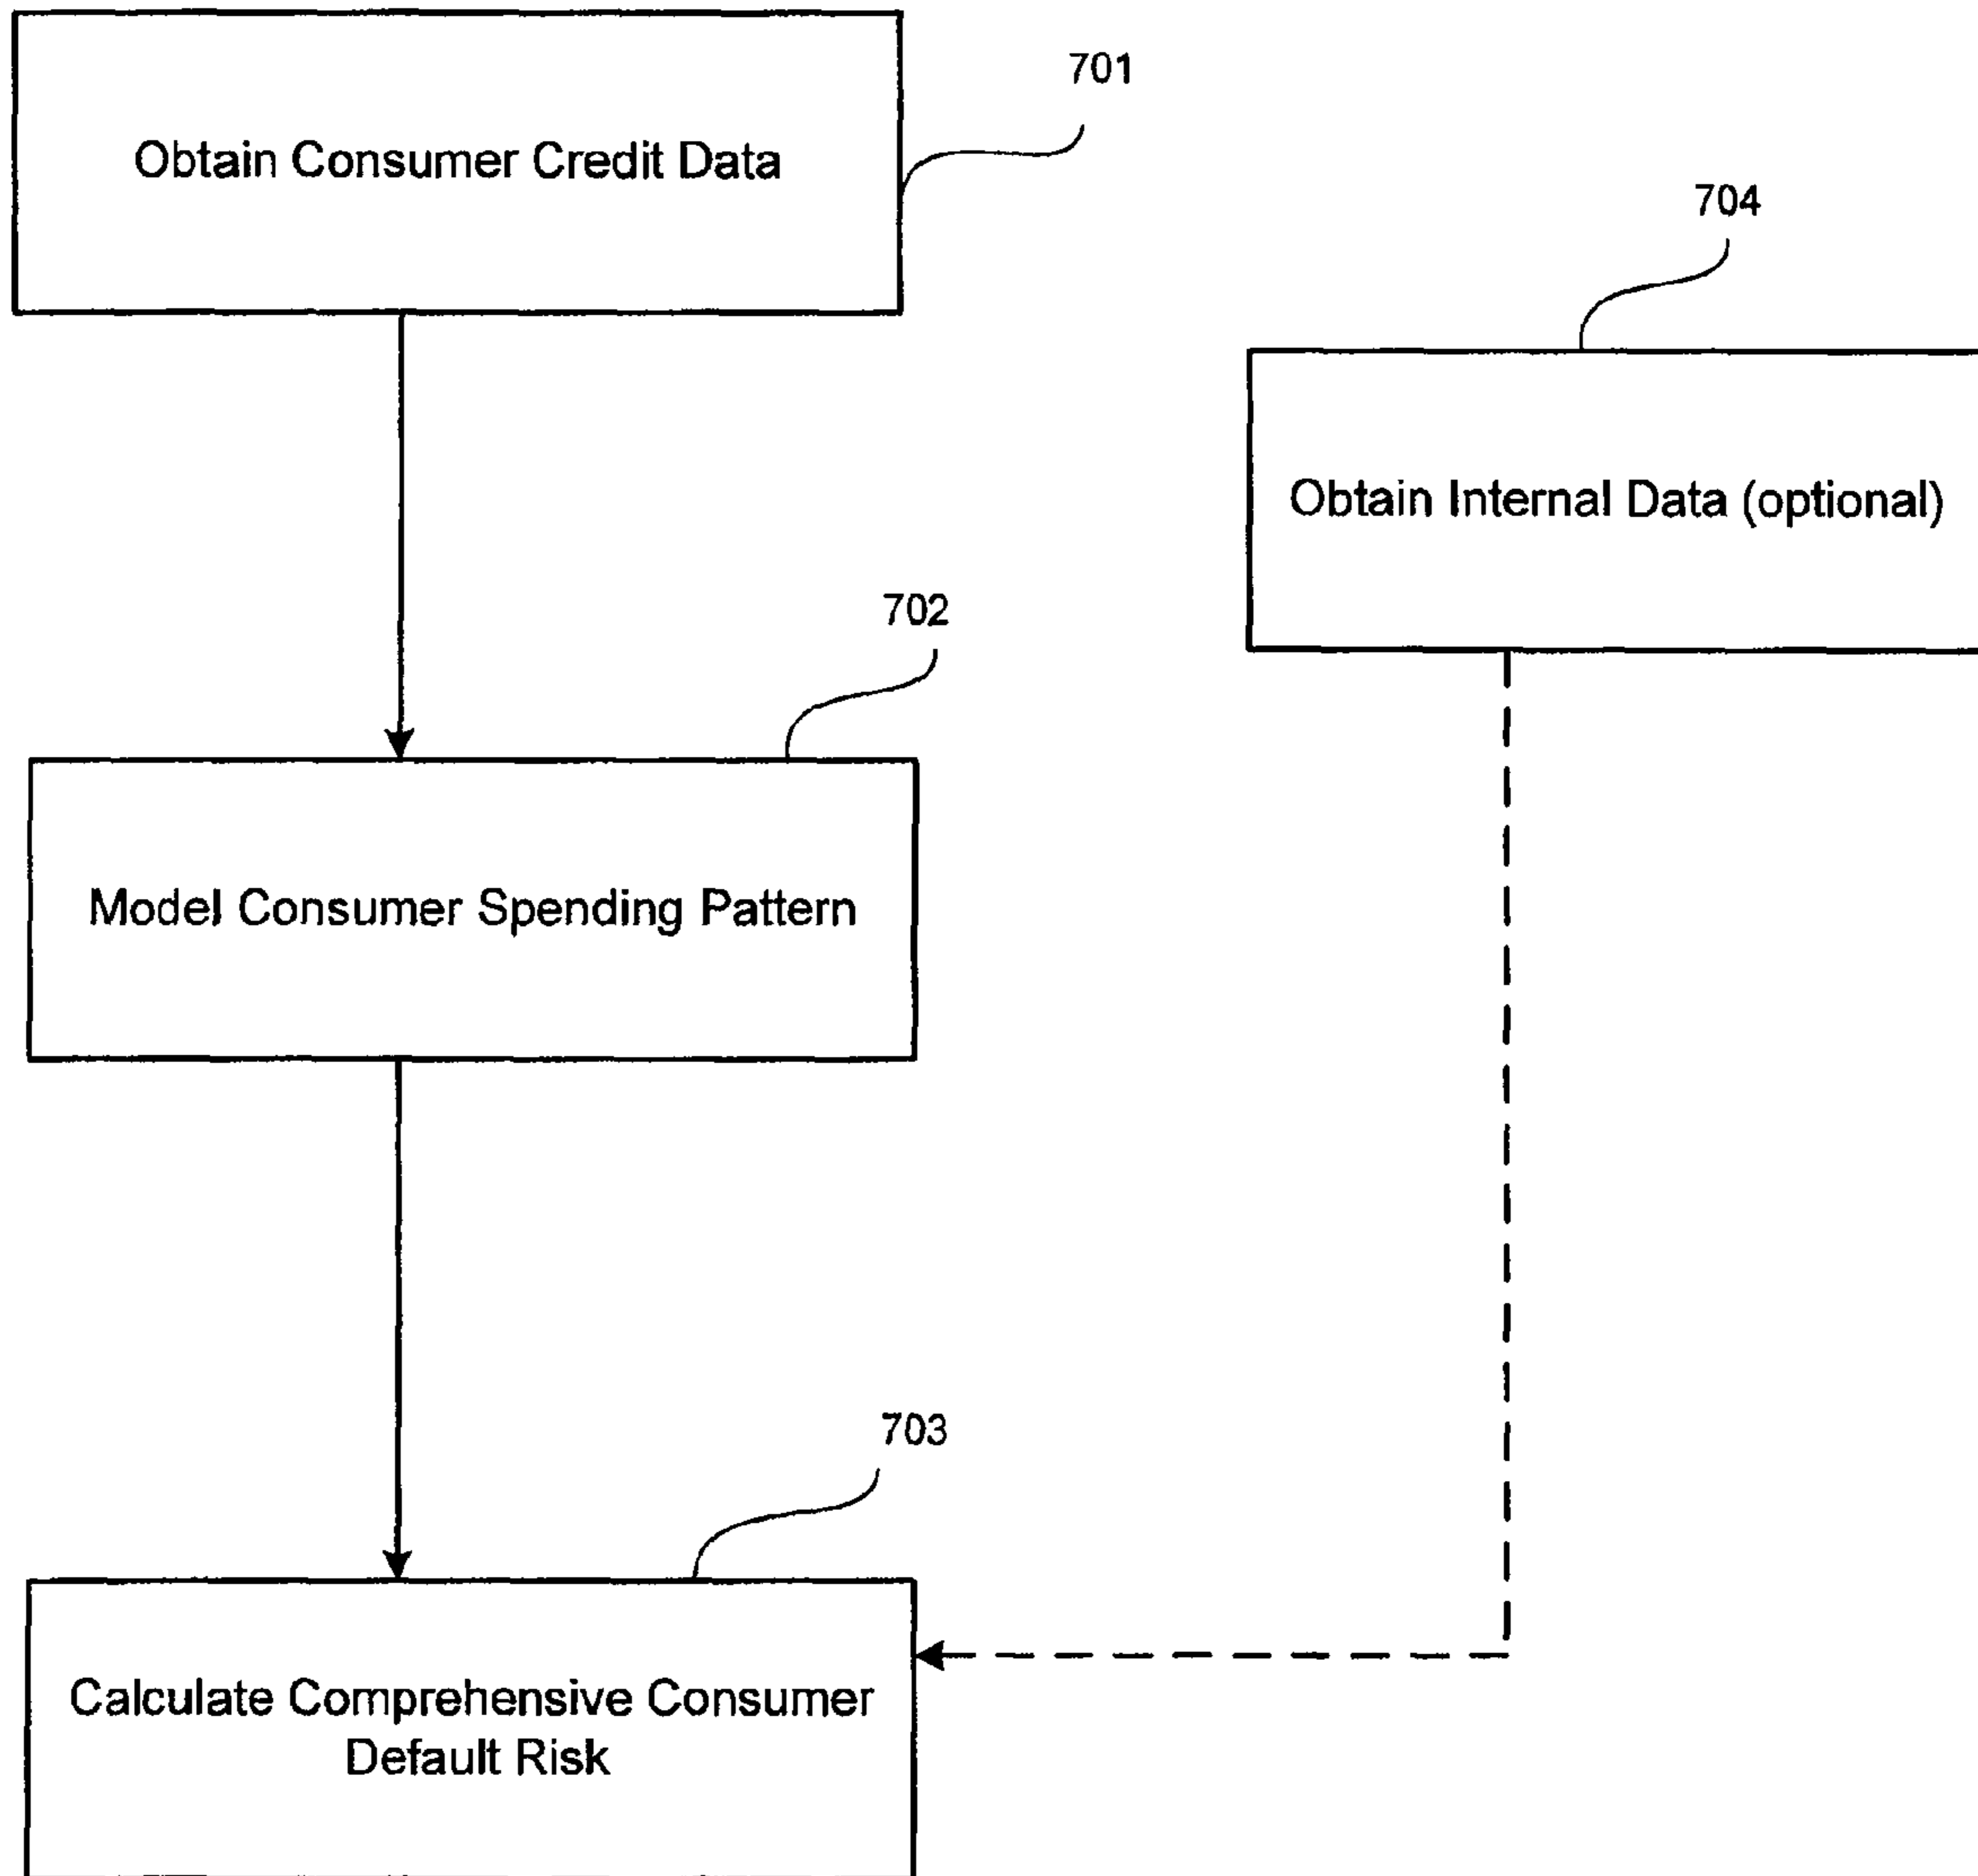 701
Obtain Consumer Credit Data
704
Obtain Internal Data (optional)
702
Model Consumer Spending Pattern
703
Calculate Comprehensive Consumer
Default Risk